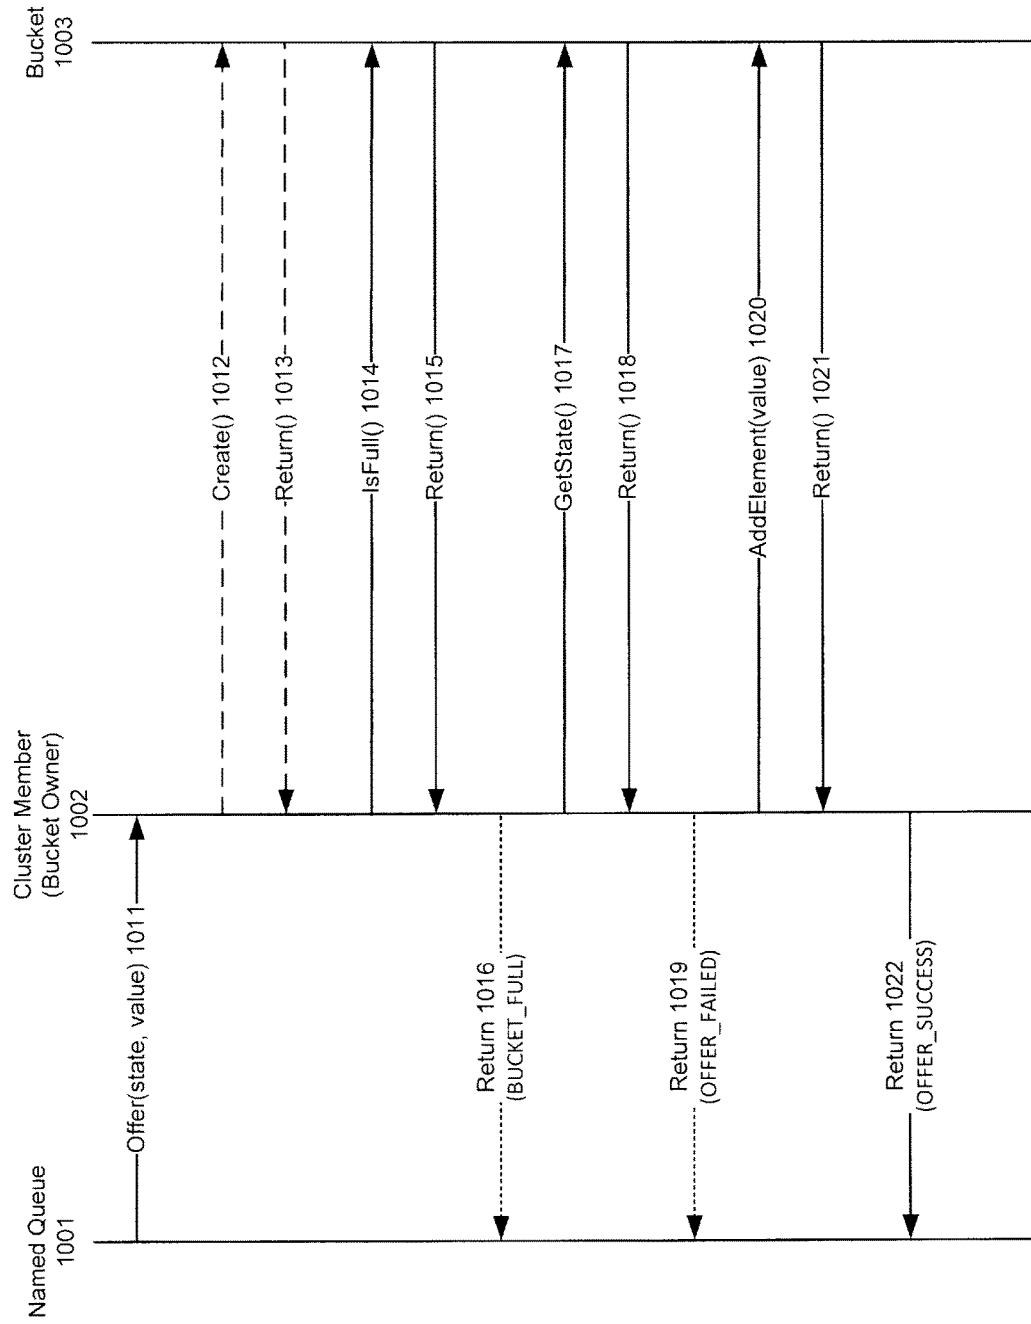 Named Queue
1001
Cluster Member
(Bucket Owner)
1002
Bucket
1003
Offer(state, value) 1011
Create() 1012
Return() 1013
IsFull() 1014
Return() 1015
Return 1016
(BUCKET_FULL)
GetState() 1017
Return() 1018
Return 1019
(OFFER_FAILED)
AddElement(value) 1020
Return() 1021
Return 1022
(OFFER_SUCCESS)